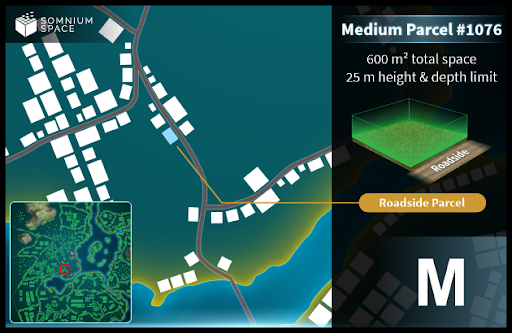 SOMNIUM
SPACE
Medium Parcel #1076
600 m² total space
25 m height & depth limit
Roadside
Roadside Parcel
M